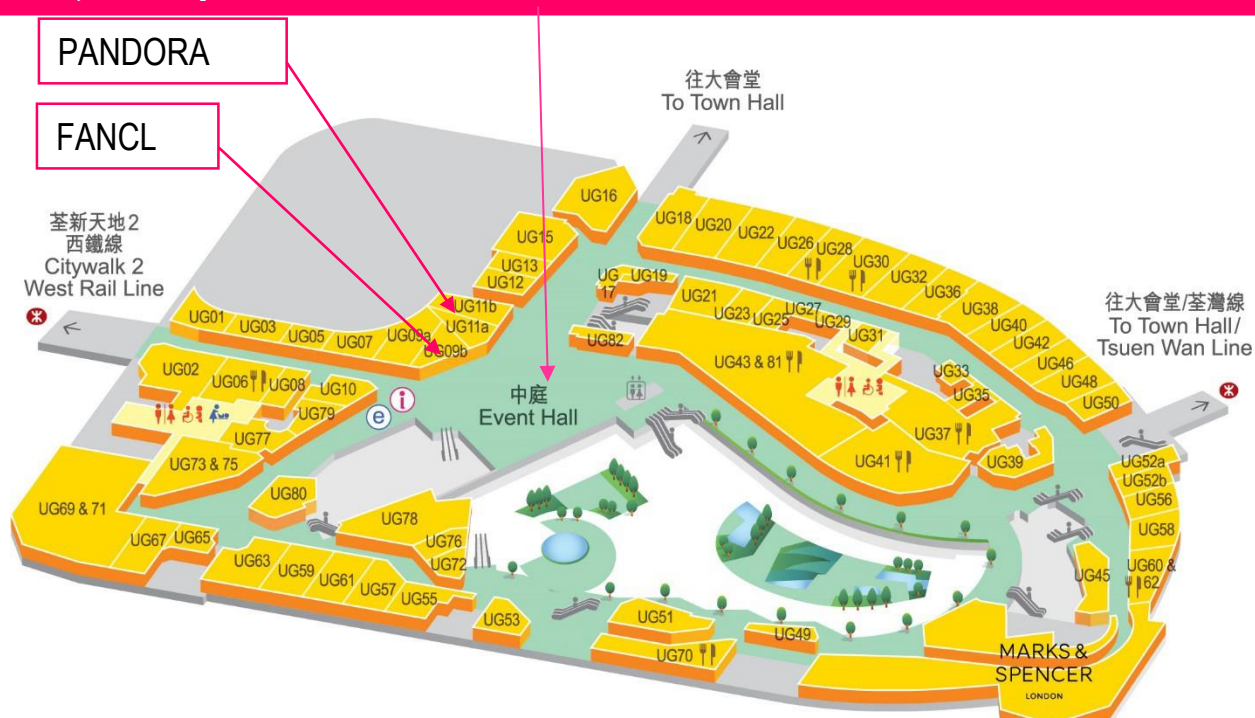 PANDORA
FANCL
往大會堂
To Town Hall
荃新天地2
西鐵線
Citywalk 2
West Rail Line
往大會堂/荃灣線
To Town Hall/
Tsuen Wan Line
UG16
UG15
UG13
UG12
UG11b
UG11a
UG09a
UG09b
UG01
UG03
UG05
UG07
UG18
UG20
UG22
UG26
UG28
UG30
UG32
UG36
UG38
UG40
UG42
UG46
UG48
UG50
UG
17
UG19
UG21
UG23
UG25
UG27
UG29
UG31
UG33
UG35
UG82
UG43 & 81
UG37
UG41
UG39
UG02
UG06
UG08
UG10
UG79
UG77
UG73 & 75
e
i
中庭
Event Hall
UG52a
UG52b
UG56
UG58
UG60 &
62
UG45
UG69 & 71
UG67
UG65
UG80
UG78
UG76
UG72
UG63
UG59
UG61
UG57
UG55
UG53
UG51
UG49
UG70
MARKS &
SPENCER
LONDON